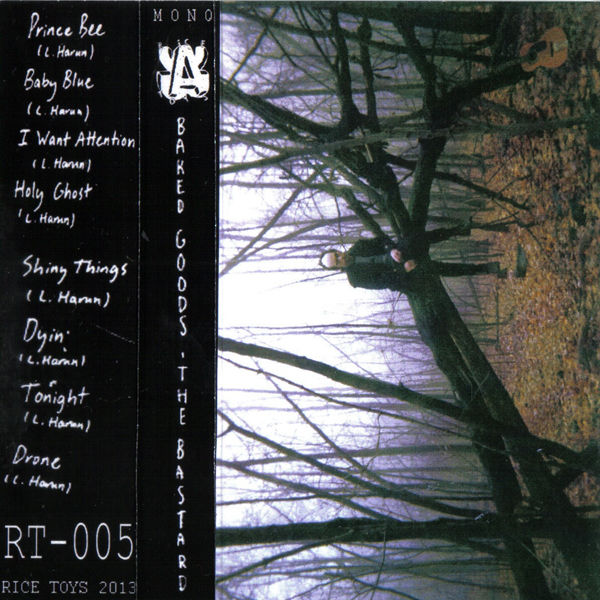 Prince Bee
(L. Harun)
Baby Blue
(L. Harun)
I Want Attention
(L. Harun)
Holy Ghost
(L. Harun)
Shiny Things
(L. Harun)
Dyin'
(L. Harun)
Tonight
(L. Harun)
Drone
(L. Harun)
RT-005
RICE TOYS 2013
MONO
A
BAKED GOODS. THE BASTARD